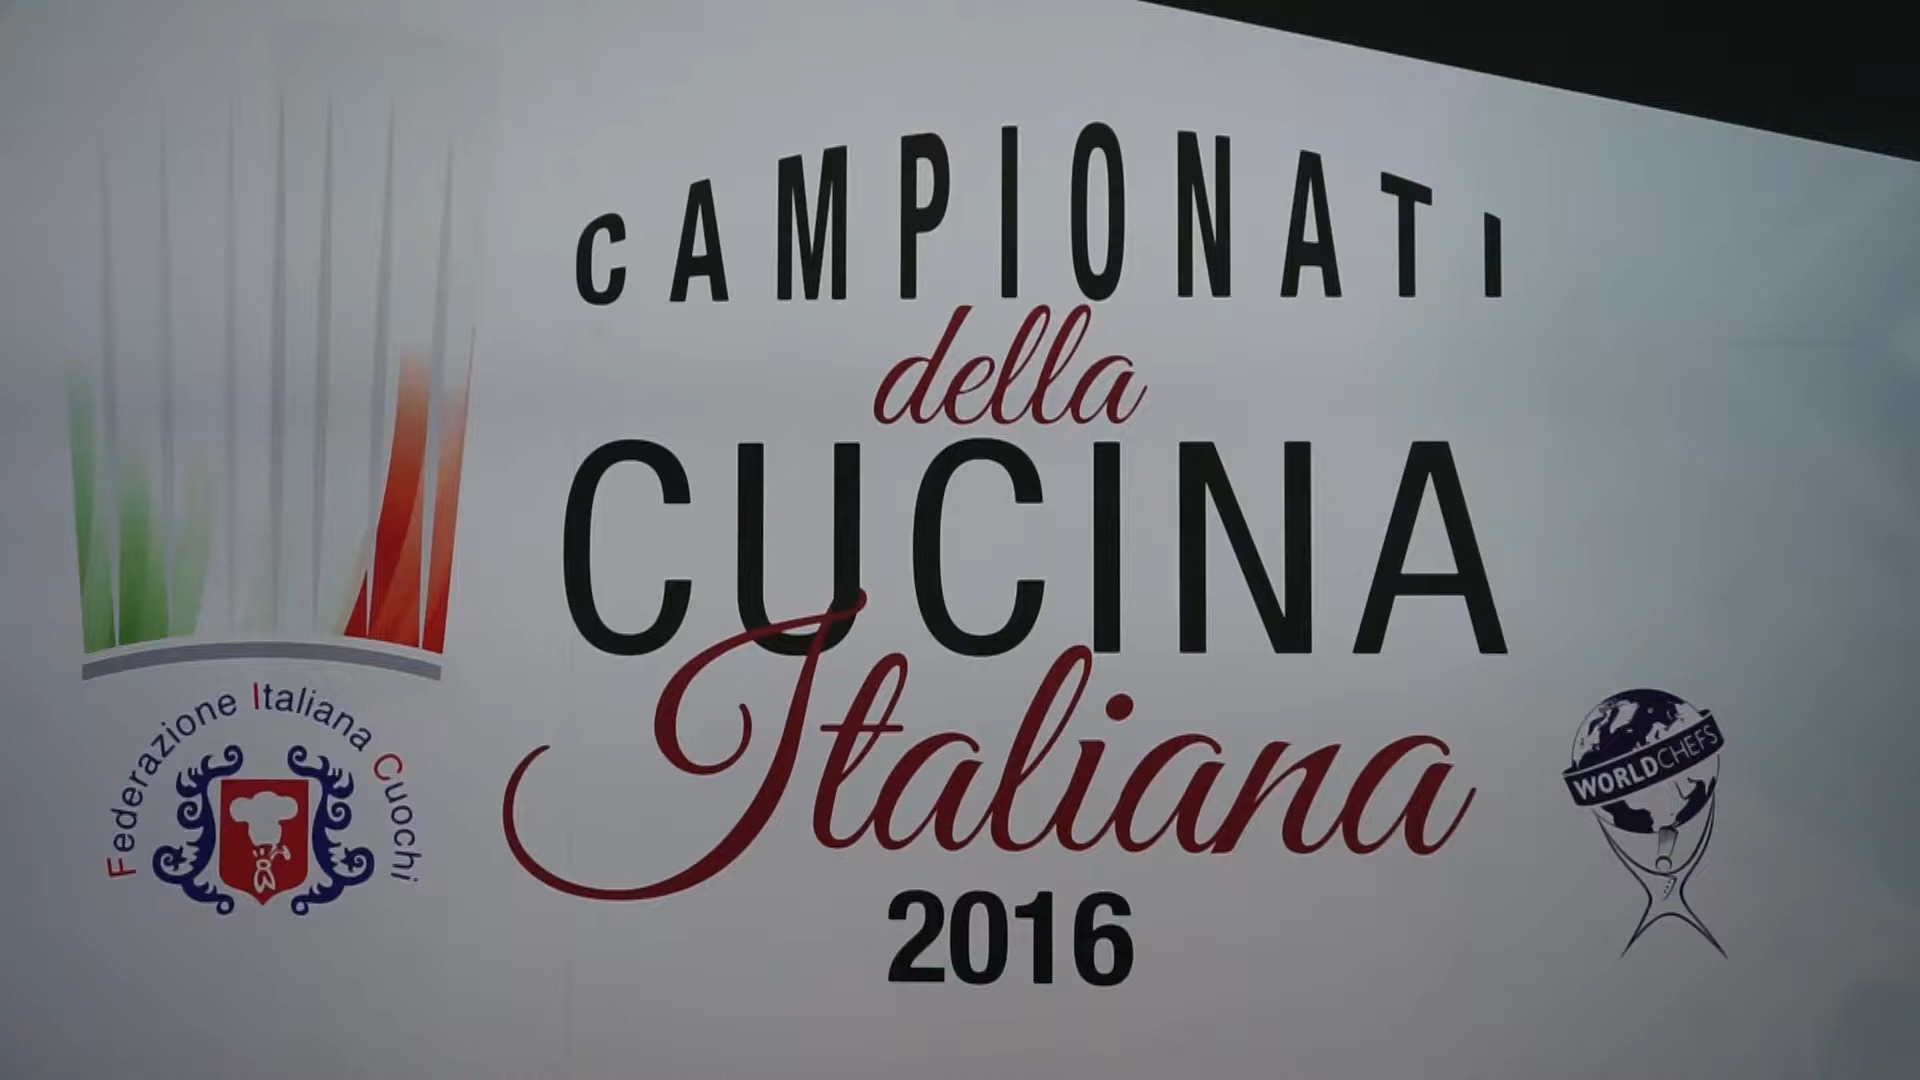 CAMPIONATI
della
CUCINA
Italiana
2016
Federazione Italiana Cuochi
WORLDCHEFS